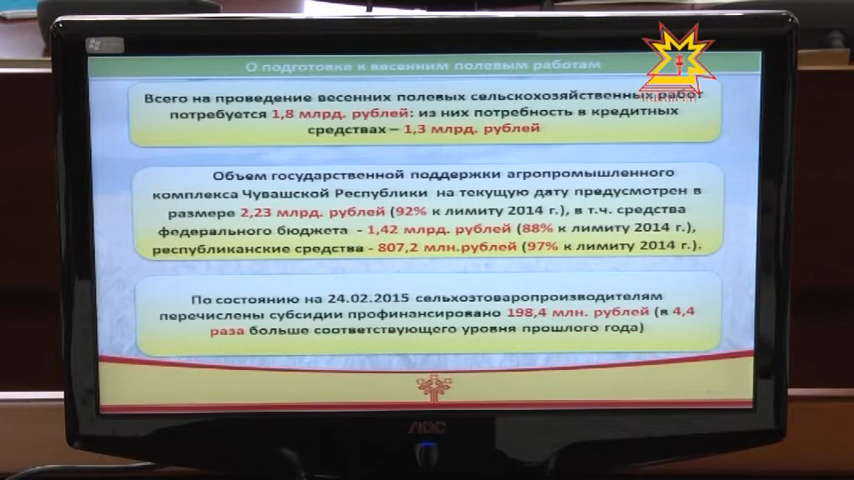 О подготовке к весенним полевым работам
Всего на проведение весенних полевых сельскохозяйственных работ
потребуется 1,8 млрд. рублей: из них потребность в кредитных
средствах – 1,3 млрд. рублей
Объем государственной поддержки агропромышленного
комплекса Чувашской Республики на текущую дату предусмотрен в
размере 2,23 млрд. рублей (92% к лимиту 2014 г.), в т.ч. средства
федерального бюджета - 1,42 млрд. рублей (88% к лимиту 2014 г.),
республиканские средства - 807,2 млн.рублей (97% к лимиту 2014 г.).
По состоянию на 24.02.2015 сельхозтоваропроизводителям
перечислены субсидии профинансировано 198,4 млн. рублей (в 4,4
раза больше соответствующего уровня прошлого года)
AOC